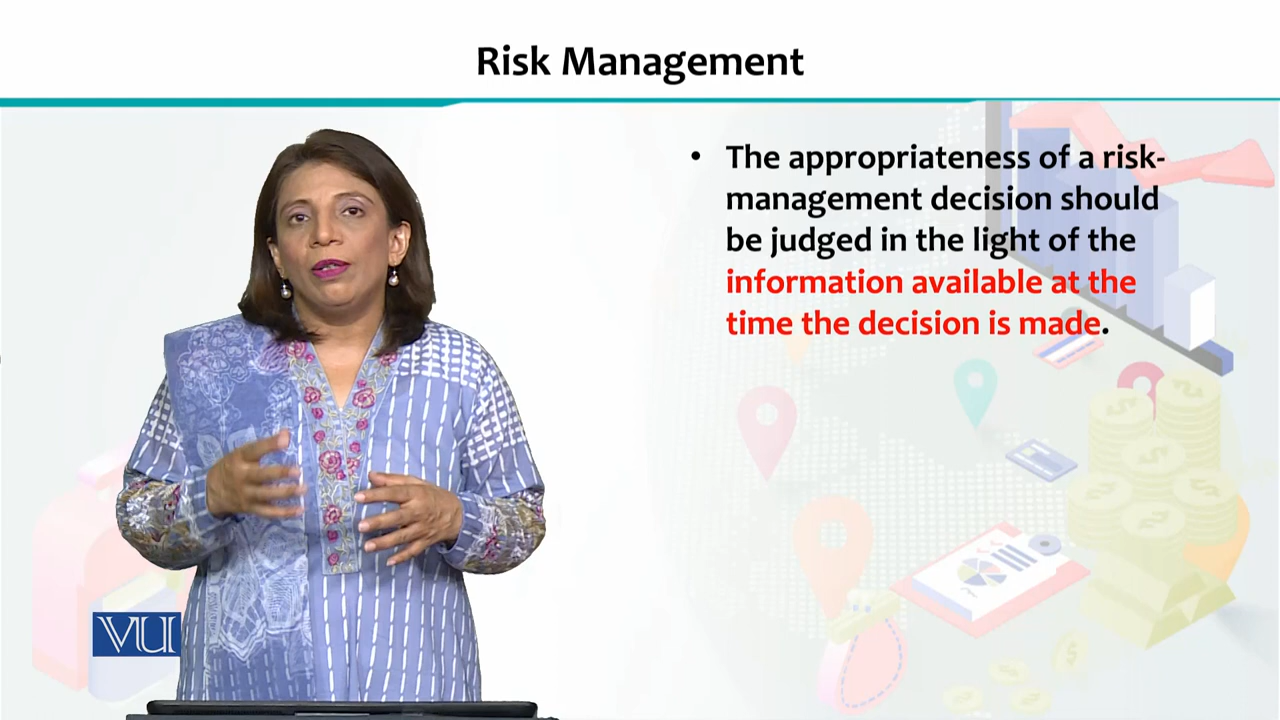 Risk Management
• The appropriateness of a risk-
management decision should
be judged in the light of the
information available at the
time the decision is made.
VU